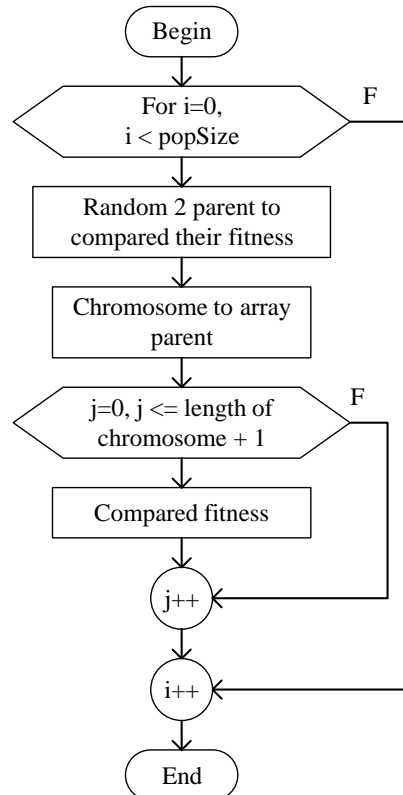 Begin
For i=0,
F
i < popSize
Random 2 parent to
compared their fitness
Chromosome to array
parent
j=0, j <= length of
F
chromosome + 1
Compared fitness
j++
i++
End